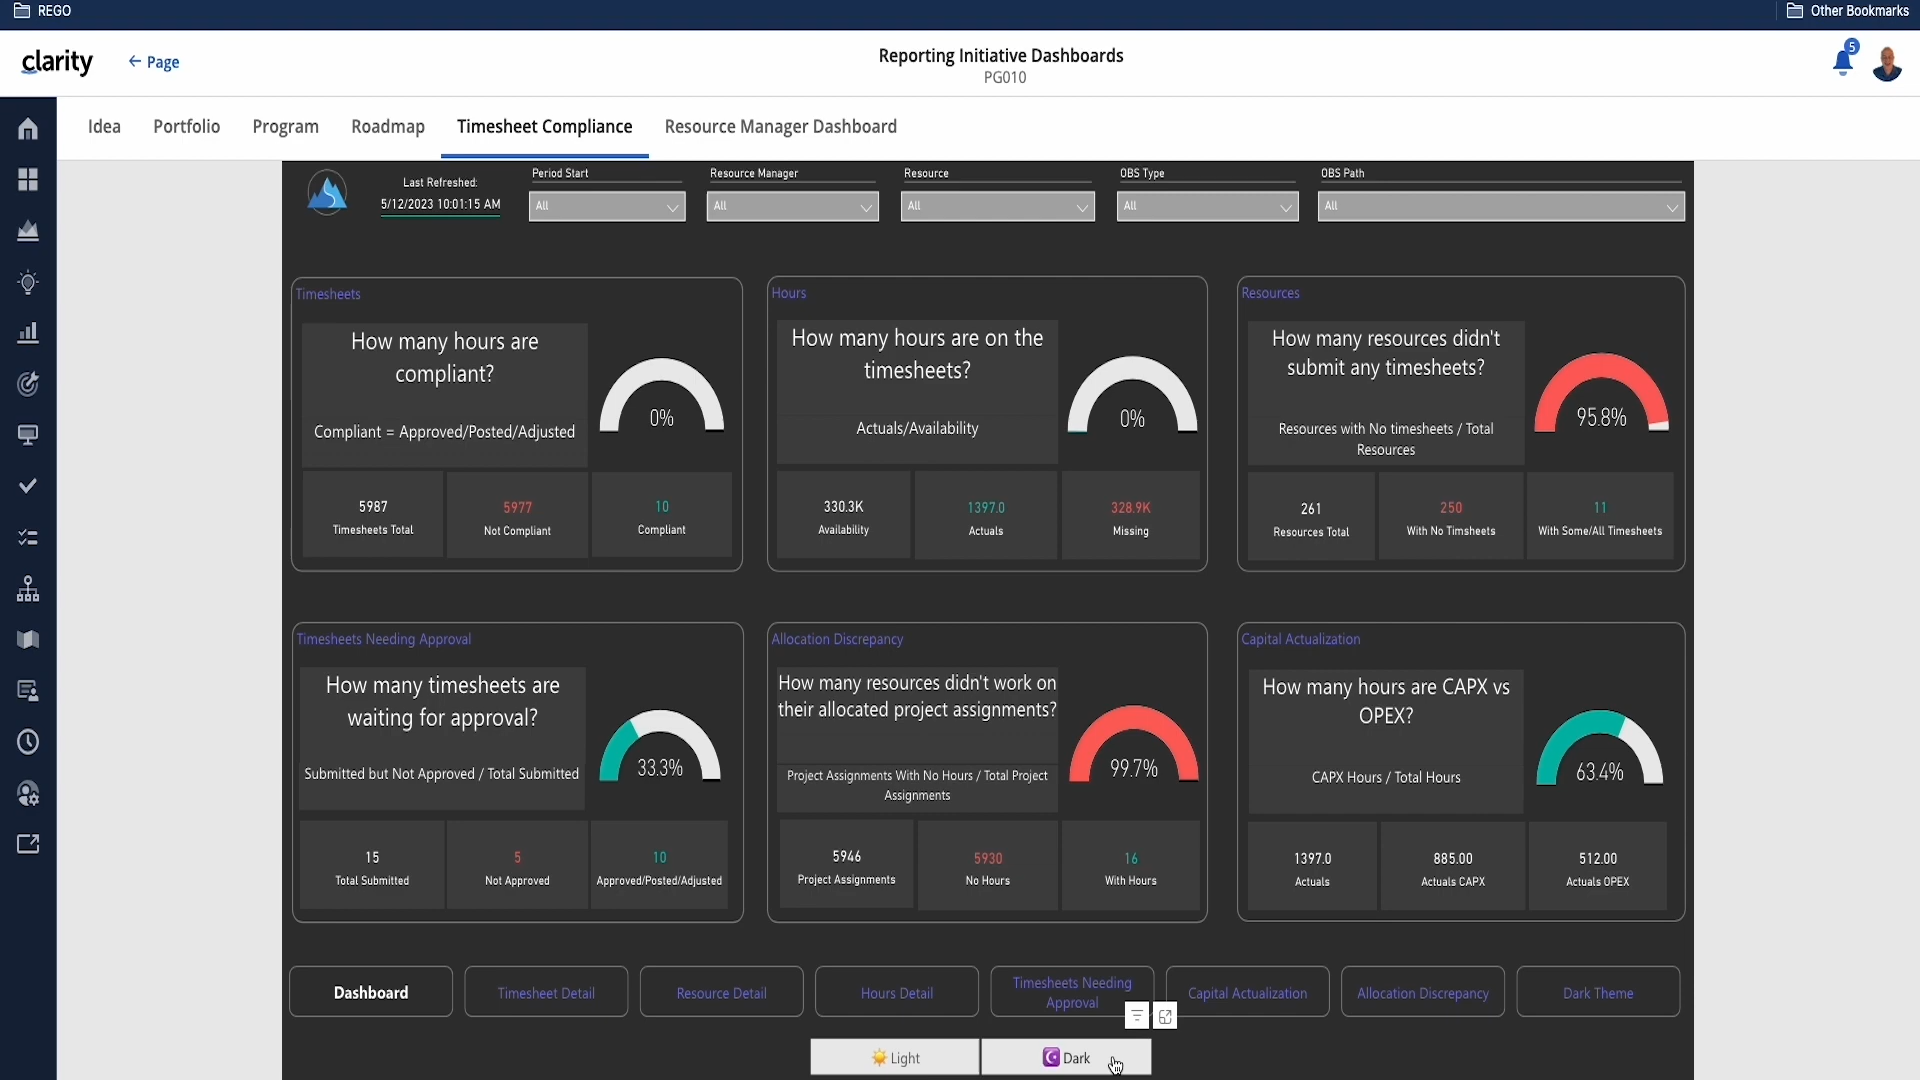 REGO
Other Bookmarks
clarity
← Page
Reporting Initiative Dashboards
PG010
5
Idea
Portfolio
Program
Roadmap
Timesheet Compliance
Resource Manager Dashboard
Last Refreshed:
5/12/2023 10:01:15 AM
Period Start
All
Resource Manager
All
Resource
All
OBS Type
All
OBS Path
All
Timesheets
How many hours are
compliant?
Compliant = Approved/Posted/Adjusted
0%
5987
Timesheets Total
5977
Not Compliant
10
Compliant
Hours
How many hours are on the
timesheets?
Actuals/Availability
0%
330.3K
Availability
1397.0
Actuals
328.9K
Missing
Resources
How many resources didn't
submit any timesheets?
Resources with No timesheets / Total
Resources
95.8%
261
Resources Total
250
With No Timsheets
11
With Some/All Timesheets
Timesheets Needing Approval
How many timesheets are
waiting for approval?
Submitted but Not Approved / Total Submitted
33.3%
15
Total Submitted
5
Not Approved
10
Approved/Posted/Adjusted
Allocation Discrepancy
How many resources didn't work on
their allocated project assignments?
Project Assignments With No Hours / Total Project
Assignments
99.7%
5946
Project Assignments
5930
No Hours
16
With Hours
Capital Actualization
How many hours are CAPX vs
OPEX?
CAPX Hours / Total Hours
63.4%
1397.0
Actuals
885.00
Actuals CAPX
512.00
Actuals OPEX
Dashboard
Timesheet Detail
Resource Detail
Hours Detail
Timesheets Needing
Approval
Capital Actualization
Allocation Discrepancy
Dark Theme
Light
Dark